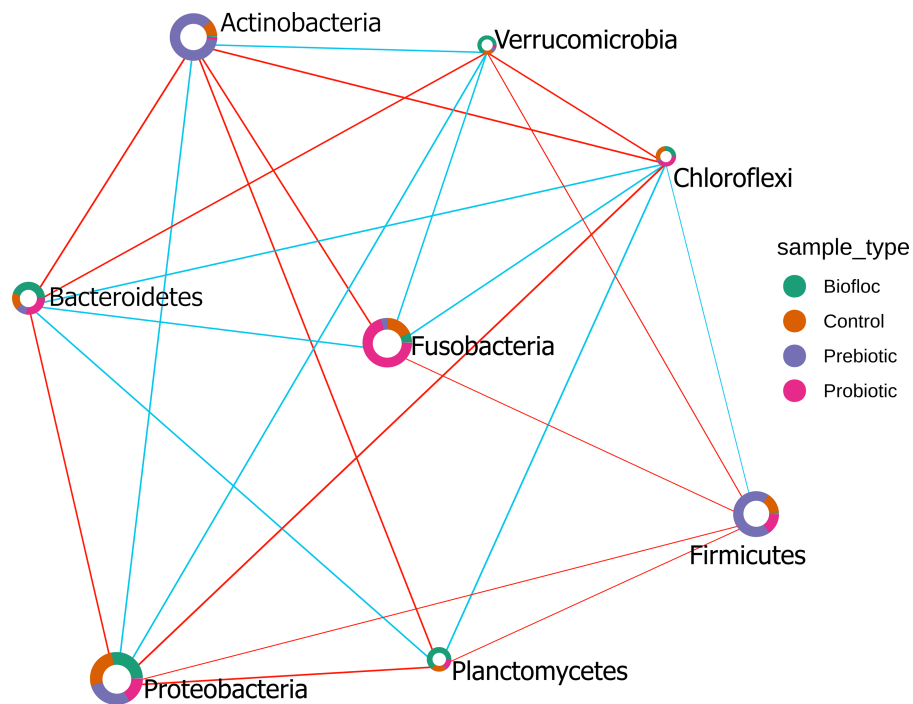 Actinobacteria
Verrucomicrobia
Chloroflexi
sample_type
Biofloc
Control
Prebiotic
Probiotic
Bacteroidetes
Fusobacteria
Firmicutes
Planctomycetes
Proteobacteria